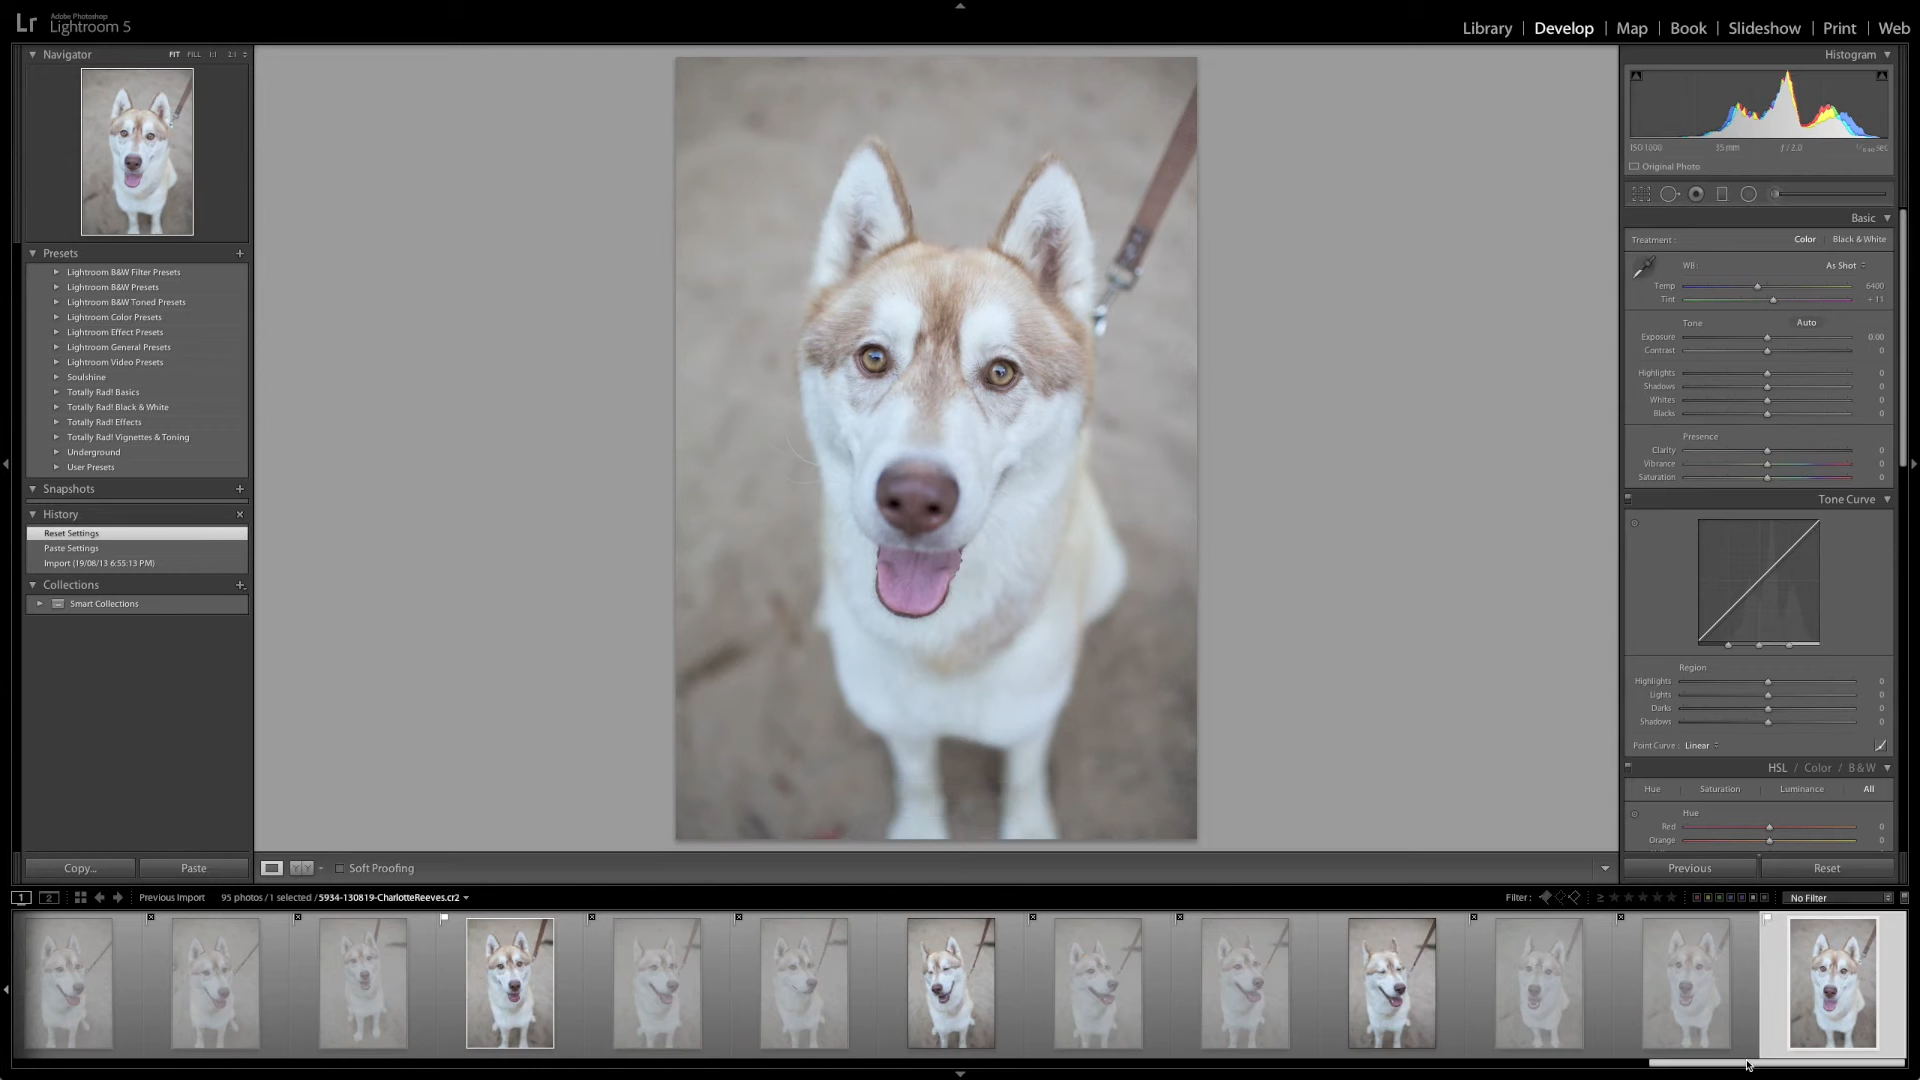 Lr Adobe Photoshop
Lightroom 5
Library | Develop | Map | Book | Slideshow | Print | Web
Navigator FIT FILL 1:1 2:1
Presets +
Lightroom B&W Filter Presets
Lightroom B&W Presets
Lightroom B&W Toned Presets
Lightroom Color Presets
Lightroom Effect Presets
Lightroom General Presets
Lightroom Video Presets
Soulshine
Totally Rad! Basics
Totally Rad! Black & White
Totally Rad! Effects
Totally Rad! Vignettes & Toning
Underground
User Presets
Snapshots +
History ×
Reset Settings
Paste Settings
Import (19/08/13 6:55:13 PM)
Collections +
Smart Collections
Copy... Paste
Soft Proofing
Histogram
ISO 1000 35 mm ƒ / 2.0 sec
Original Photo
Basic
Treatment : Color | Black & White
WB : As Shot
Temp 6400
Tint + 11
Tone Auto
Exposure 0.00
Contrast 0
Highlights 0
Shadows 0
Whites 0
Blacks 0
Presence
Clarity 0
Vibrance 0
Saturation 0
Tone Curve
Region
Highlights 0
Lights 0
Darks 0
Shadows 0
Point Curve : Linear
HSL / Color / B & W
Hue Saturation Luminance All
Hue
Red 0
Orange 0
Previous Reset
1 2 Previous Import 95 photos / 1 selected / 5934-130819-CharlotteReeves.cr2 Filter : ≥ No Filter